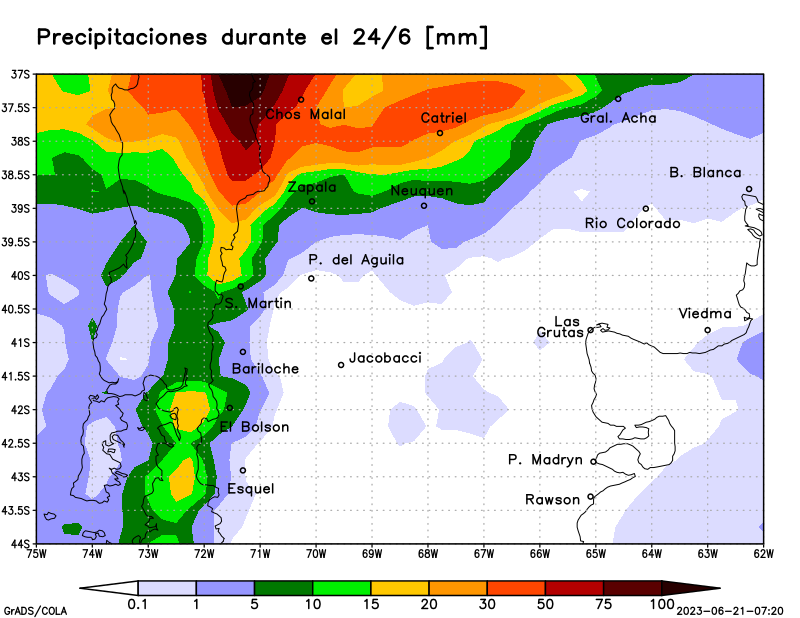 Precipitaciones durante el 24/6 [mm]
37S
37.5S
Chos Malal
Catriel
Gral. Acha
38S
38.5S
B. Blanca
Zapala
Neuquen
39S
Rio Colorado
39.5S
P. del Aguila
40S
S. Martin
40.5S
Las
Grutas
Viedma
41S
Bariloche
Jacobacci
41.5S
42S
El Bolson
42.5S
P. Madryn
43S
Esquel
Rawson
43.5S
44S
75W 74W 73W 72W 71W 70W 69W 68W 67W 66W 65W 64W 63W 62W
0.1 1 5 10 15 20 30 50 75 100
GrADS/COLA
2023-06-21-07:20